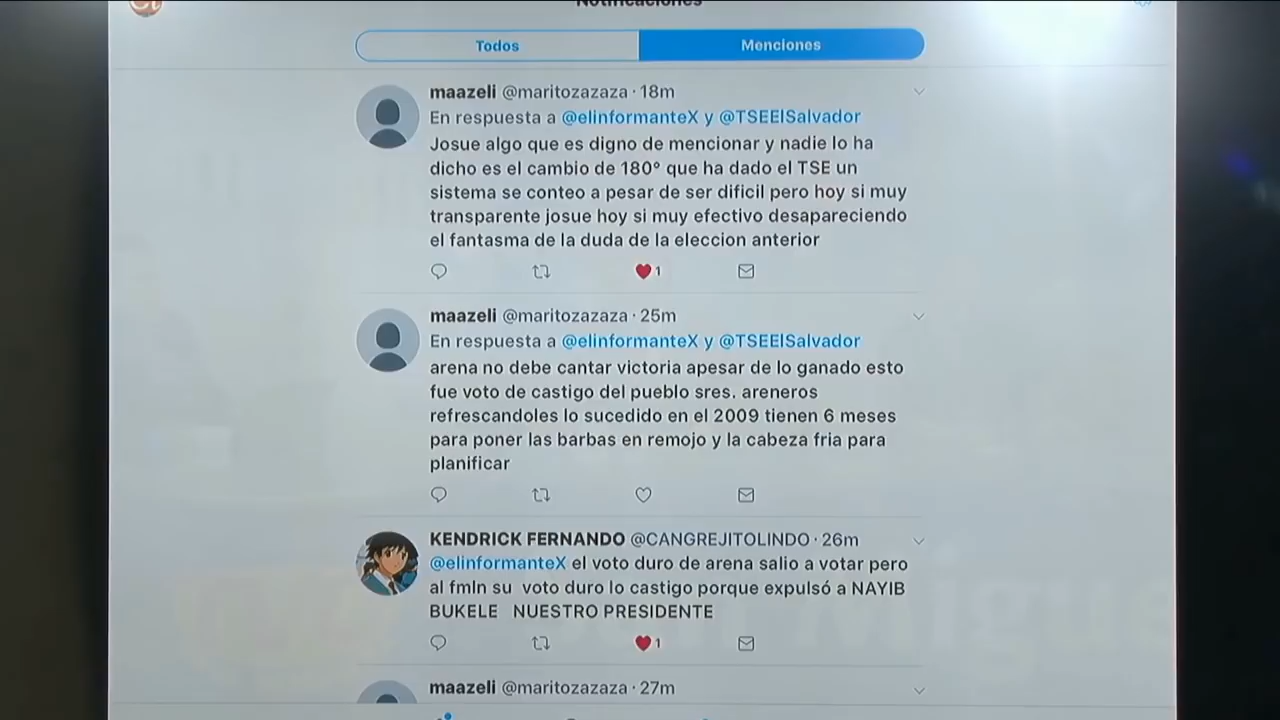 Notificaciones
Todos
Menciones
maazeli @maritozazaza · 18m
En respuesta a @elinformanteX y @TSEElSalvador
Josue algo que es digno de mencionar y nadie lo ha
dicho es el cambio de 180° que ha dado el TSE un
sistema se conteo a pesar de ser dificil pero hoy si muy
transparente josue hoy si muy efectivo desapareciendo
el fantasma de la duda de la eleccion anterior
1
maazeli @maritozazaza · 25m
En respuesta a @elinformanteX y @TSEElSalvador
arena no debe cantar victoria apesar de lo ganado esto
fue voto de castigo del pueblo sres. areneros
refrescandoles lo sucedido en el 2009 tienen 6 meses
para poner las barbas en remojo y la cabeza fria para
planificar
KENDRICK FERNANDO @CANGREJITOLINDO · 26m
@elinformanteX el voto duro de arena salio a votar pero
al fmln su voto duro lo castigo porque expulsó a NAYIB
BUKELE NUESTRO PRESIDENTE
1
maazeli @maritozazaza · 27m